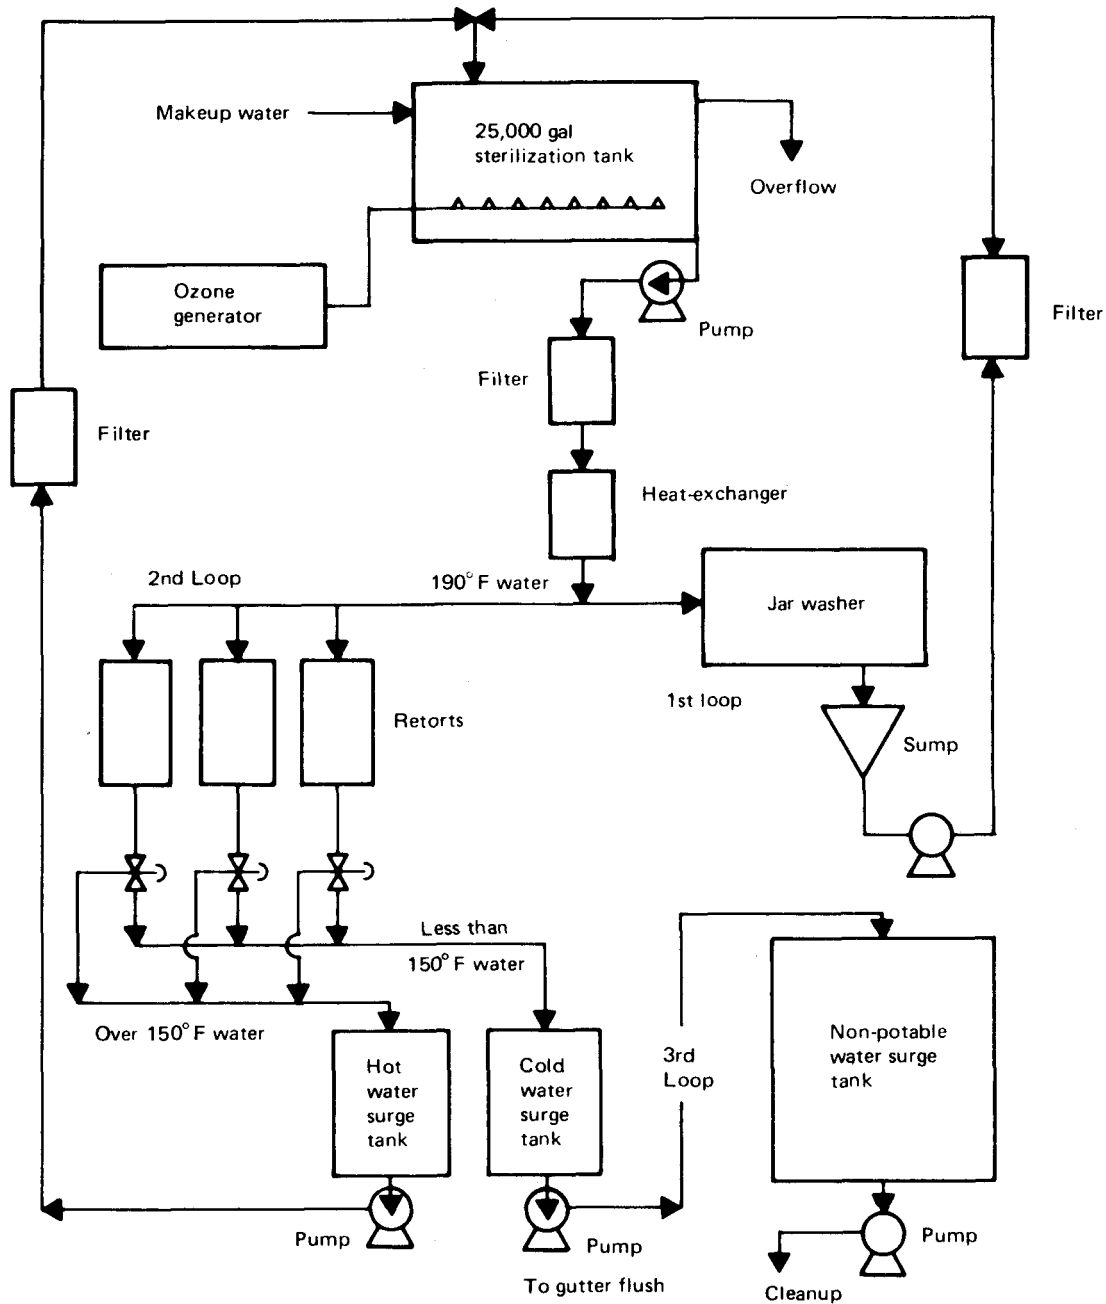 Makeup water
25,000 gal
sterilization tank
Overflow
Ozone
generator
Pump
Filter
Filter
Filter
Heat-exchanger
2nd Loop
190°F water
Jar washer
1st loop
Retorts
Sump
Less than
150°F water
Over 150°F water
Hot
water
surge
tank
Cold
water
surge
tank
3rd
Loop
Non-potable
water surge
tank
Pump
Pump
Pump
To gutter flush
Cleanup